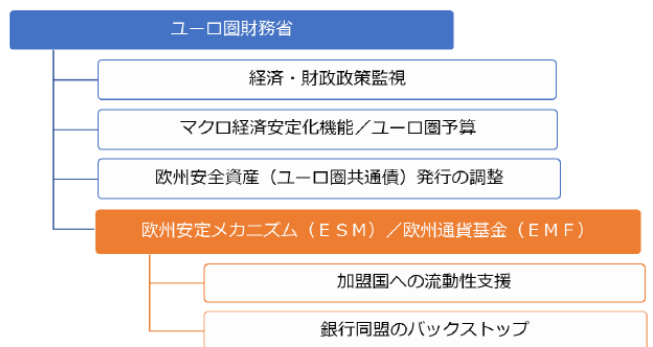 ユーロ圏財務省
経済・財政政策監視
マクロ経済安定化機能／ユーロ圏予算
欧州安全資産（ユーロ圏共通債）発行の調整
欧州安定メカニズム（ＥＳＭ）／欧州通貨基金（ＥＭＦ）
加盟国への流動性支援
銀行同盟のバックストップ